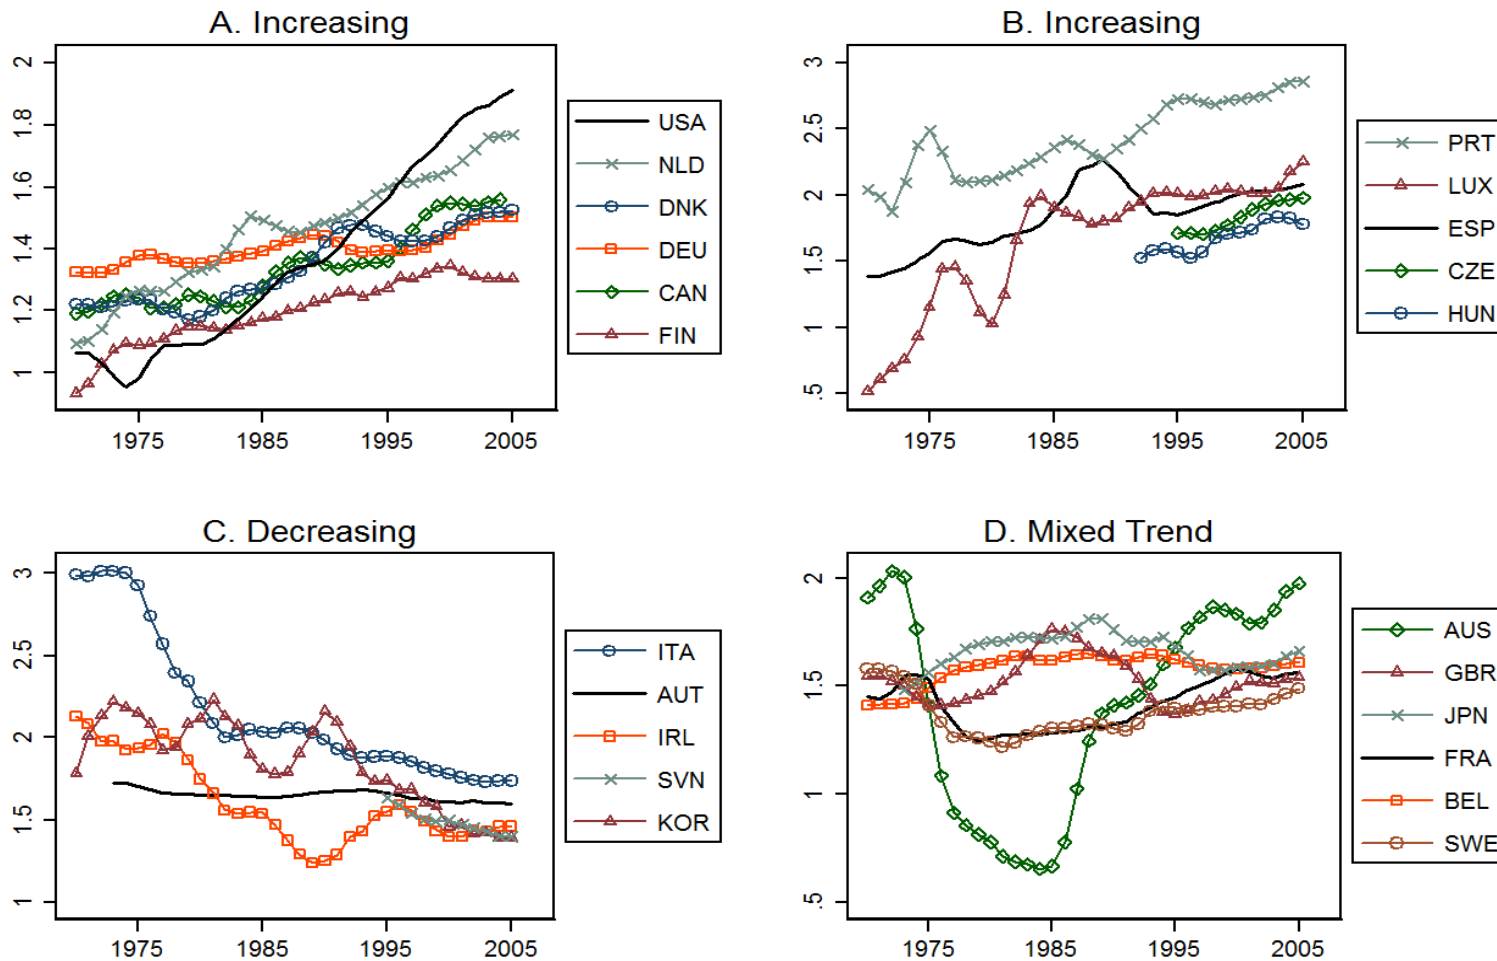 A. Increasing
2
1.8
1.6
1.4
1.2
1
1975 1985 1995 2005
USA
NLD
DNK
DEU
CAN
FIN
B. Increasing
3
2.5
2
1.5
1
.5
1975 1985 1995 2005
PRT
LUX
ESP
CZE
HUN
C. Decreasing
3
2.5
2
1.5
1
1975 1985 1995 2005
ITA
AUT
IRL
SVN
KOR
D. Mixed Trend
2
1.5
1
.5
1975 1985 1995 2005
AUS
GBR
JPN
FRA
BEL
SWE